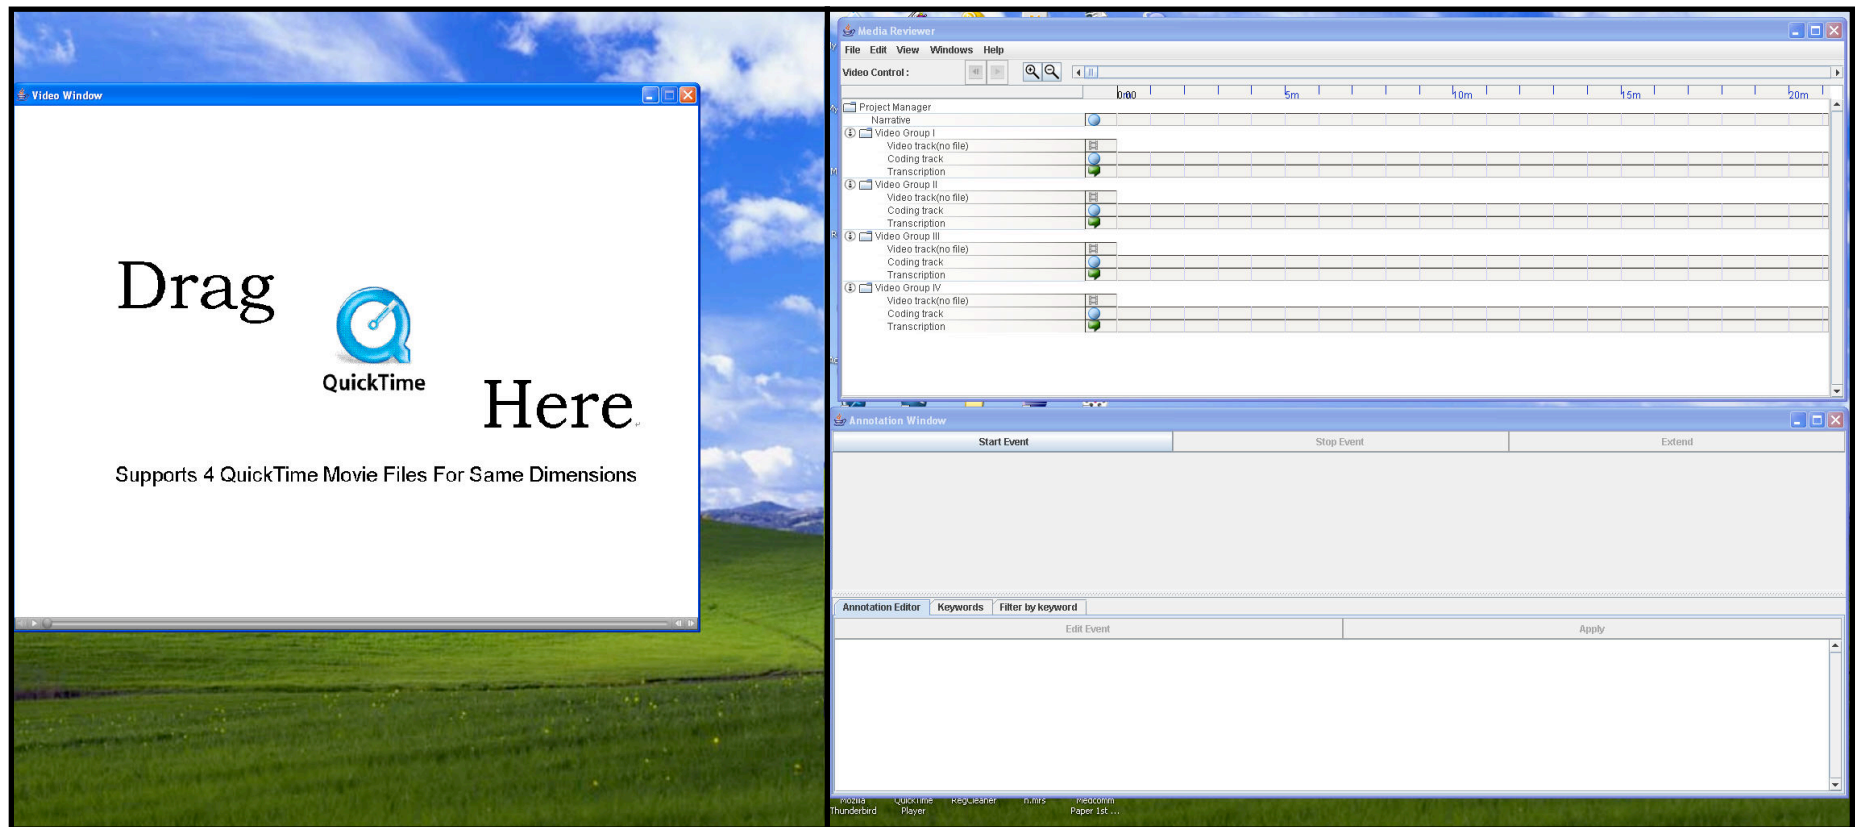 Video Window
Drag
QuickTime
Here
Supports 4 QuickTime Movie Files For Same Dimensions
Media Reviewer
File Edit View Windows Help
Video Control :
5m 10m 15m 20m
Project Manager
Narrative
Video Group I
Video track(no file)
Coding track
Transcription
Video Group II
Video track(no file)
Coding track
Transcription
Video Group III
Video track(no file)
Coding track
Transcription
Video Group IV
Video track(no file)
Coding track
Transcription
Annotation Window
Start Event Stop Event Extend
Annotation Editor Keywords Filter by keyword
Edit Event Apply
Mozilla QuickTime RegCleaner n.mrs Medcomm
Thunderbird Player Paper 1st ...